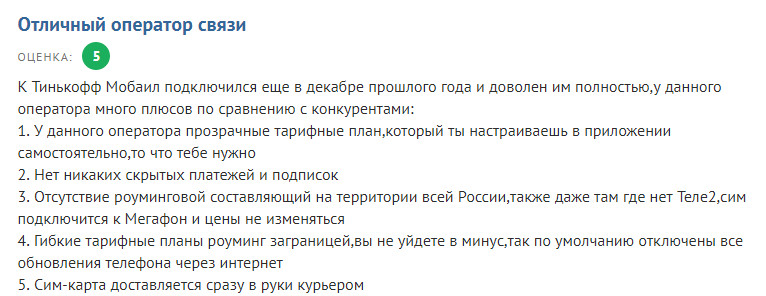 Отличный оператор связи
ОЦЕНКА: 5
К Тинькофф Мобаил подключился еще в декабре прошлого года и доволен им полностью,у данного
оператора много плюсов по сравнению с конкурентами:
1. У данного оператора прозрачные тарифные план,который ты настраиваешь в приложении
самостоятельно,то что тебе нужно
2. Нет никаких скрытых платежей и подписок
3. Отсутствие роуминговой составляющий на территории всей России,также даже там где нет Теле2,сим
подключится к Мегафон и цены не изменяться
4. Гибкие тарифные планы роуминг заграницей,вы не уйдете в минус,так по умолчанию отключены все
обновления телефона через интернет
5. Сим-карта доставляется сразу в руки курьером